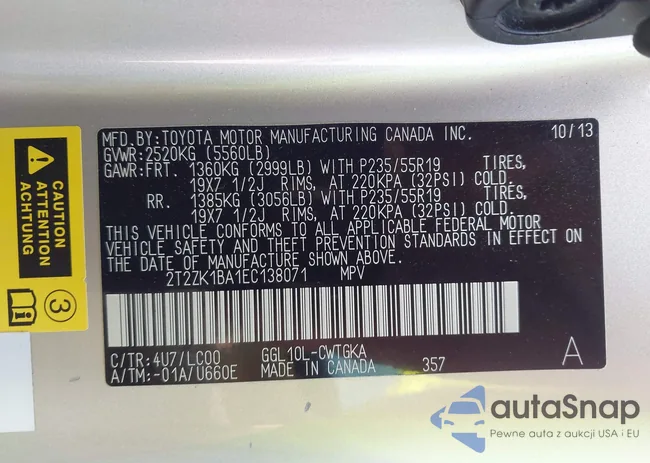 MFD.BY: TOYOTA MOTOR MANUFACTURING CANADA INC. 10/13
GVWR: 2520KG (5560LB)
GAWR: FRT. 1360KG (2999LB) WITH P235/55R19 TIRES,
19X7 1/2J RIMS, AT 220KPA (32PSI) COLD.
RR. 1385KG (3056LB) WITH P235/55R19 TIRES,
19X7 1/2J RIMS, AT 220KPA (32PSI) COLD.
THIS VEHICLE CONFORMS TO ALL APPLICABLE FEDERAL MOTOR
VEHICLE SAFETY AND THEFT PREVENTION STANDARDS IN EFFECT ON
THE DATE OF MANUFACTURE SHOWN ABOVE.
2T2ZK1BA1EC138071 MPV
C/TR: 4U7/LC00 GGL10L-CWTGKA A
A/TM: -01A/U660E MADE IN CANADA 357
CAUTION
ATTENTION
ACHTUNG
3
autaSnap
Pewne auta z aukcji USA i EU